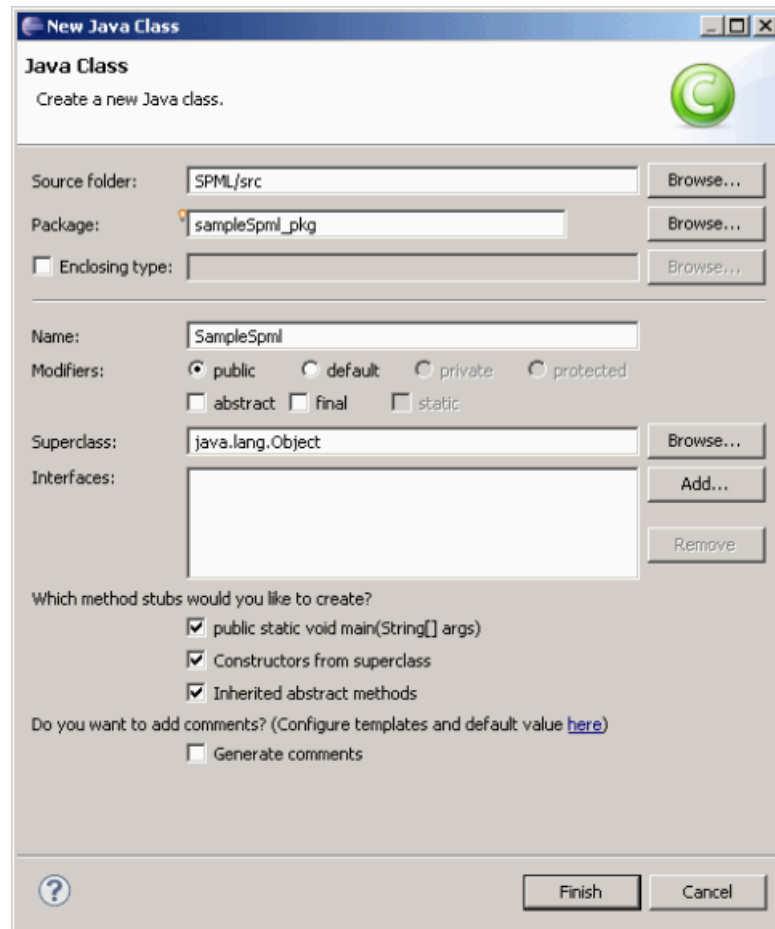 New Java Class
Java Class
Create a new Java class.
Source folder: SPML/src Browse...
Package: sampleSpml_pkg Browse...
Enclosing type: Browse...
Name: SampleSpml
Modifiers: public default private protected
abstract final static
Superclass: java.lang.Object Browse...
Interfaces: Add...
Remove
Which method stubs would you like to create?
public static void main(String[] args)
Constructors from superclass
Inherited abstract methods
Do you want to add comments? (Configure templates and default value here)
Generate comments
? Finish Cancel